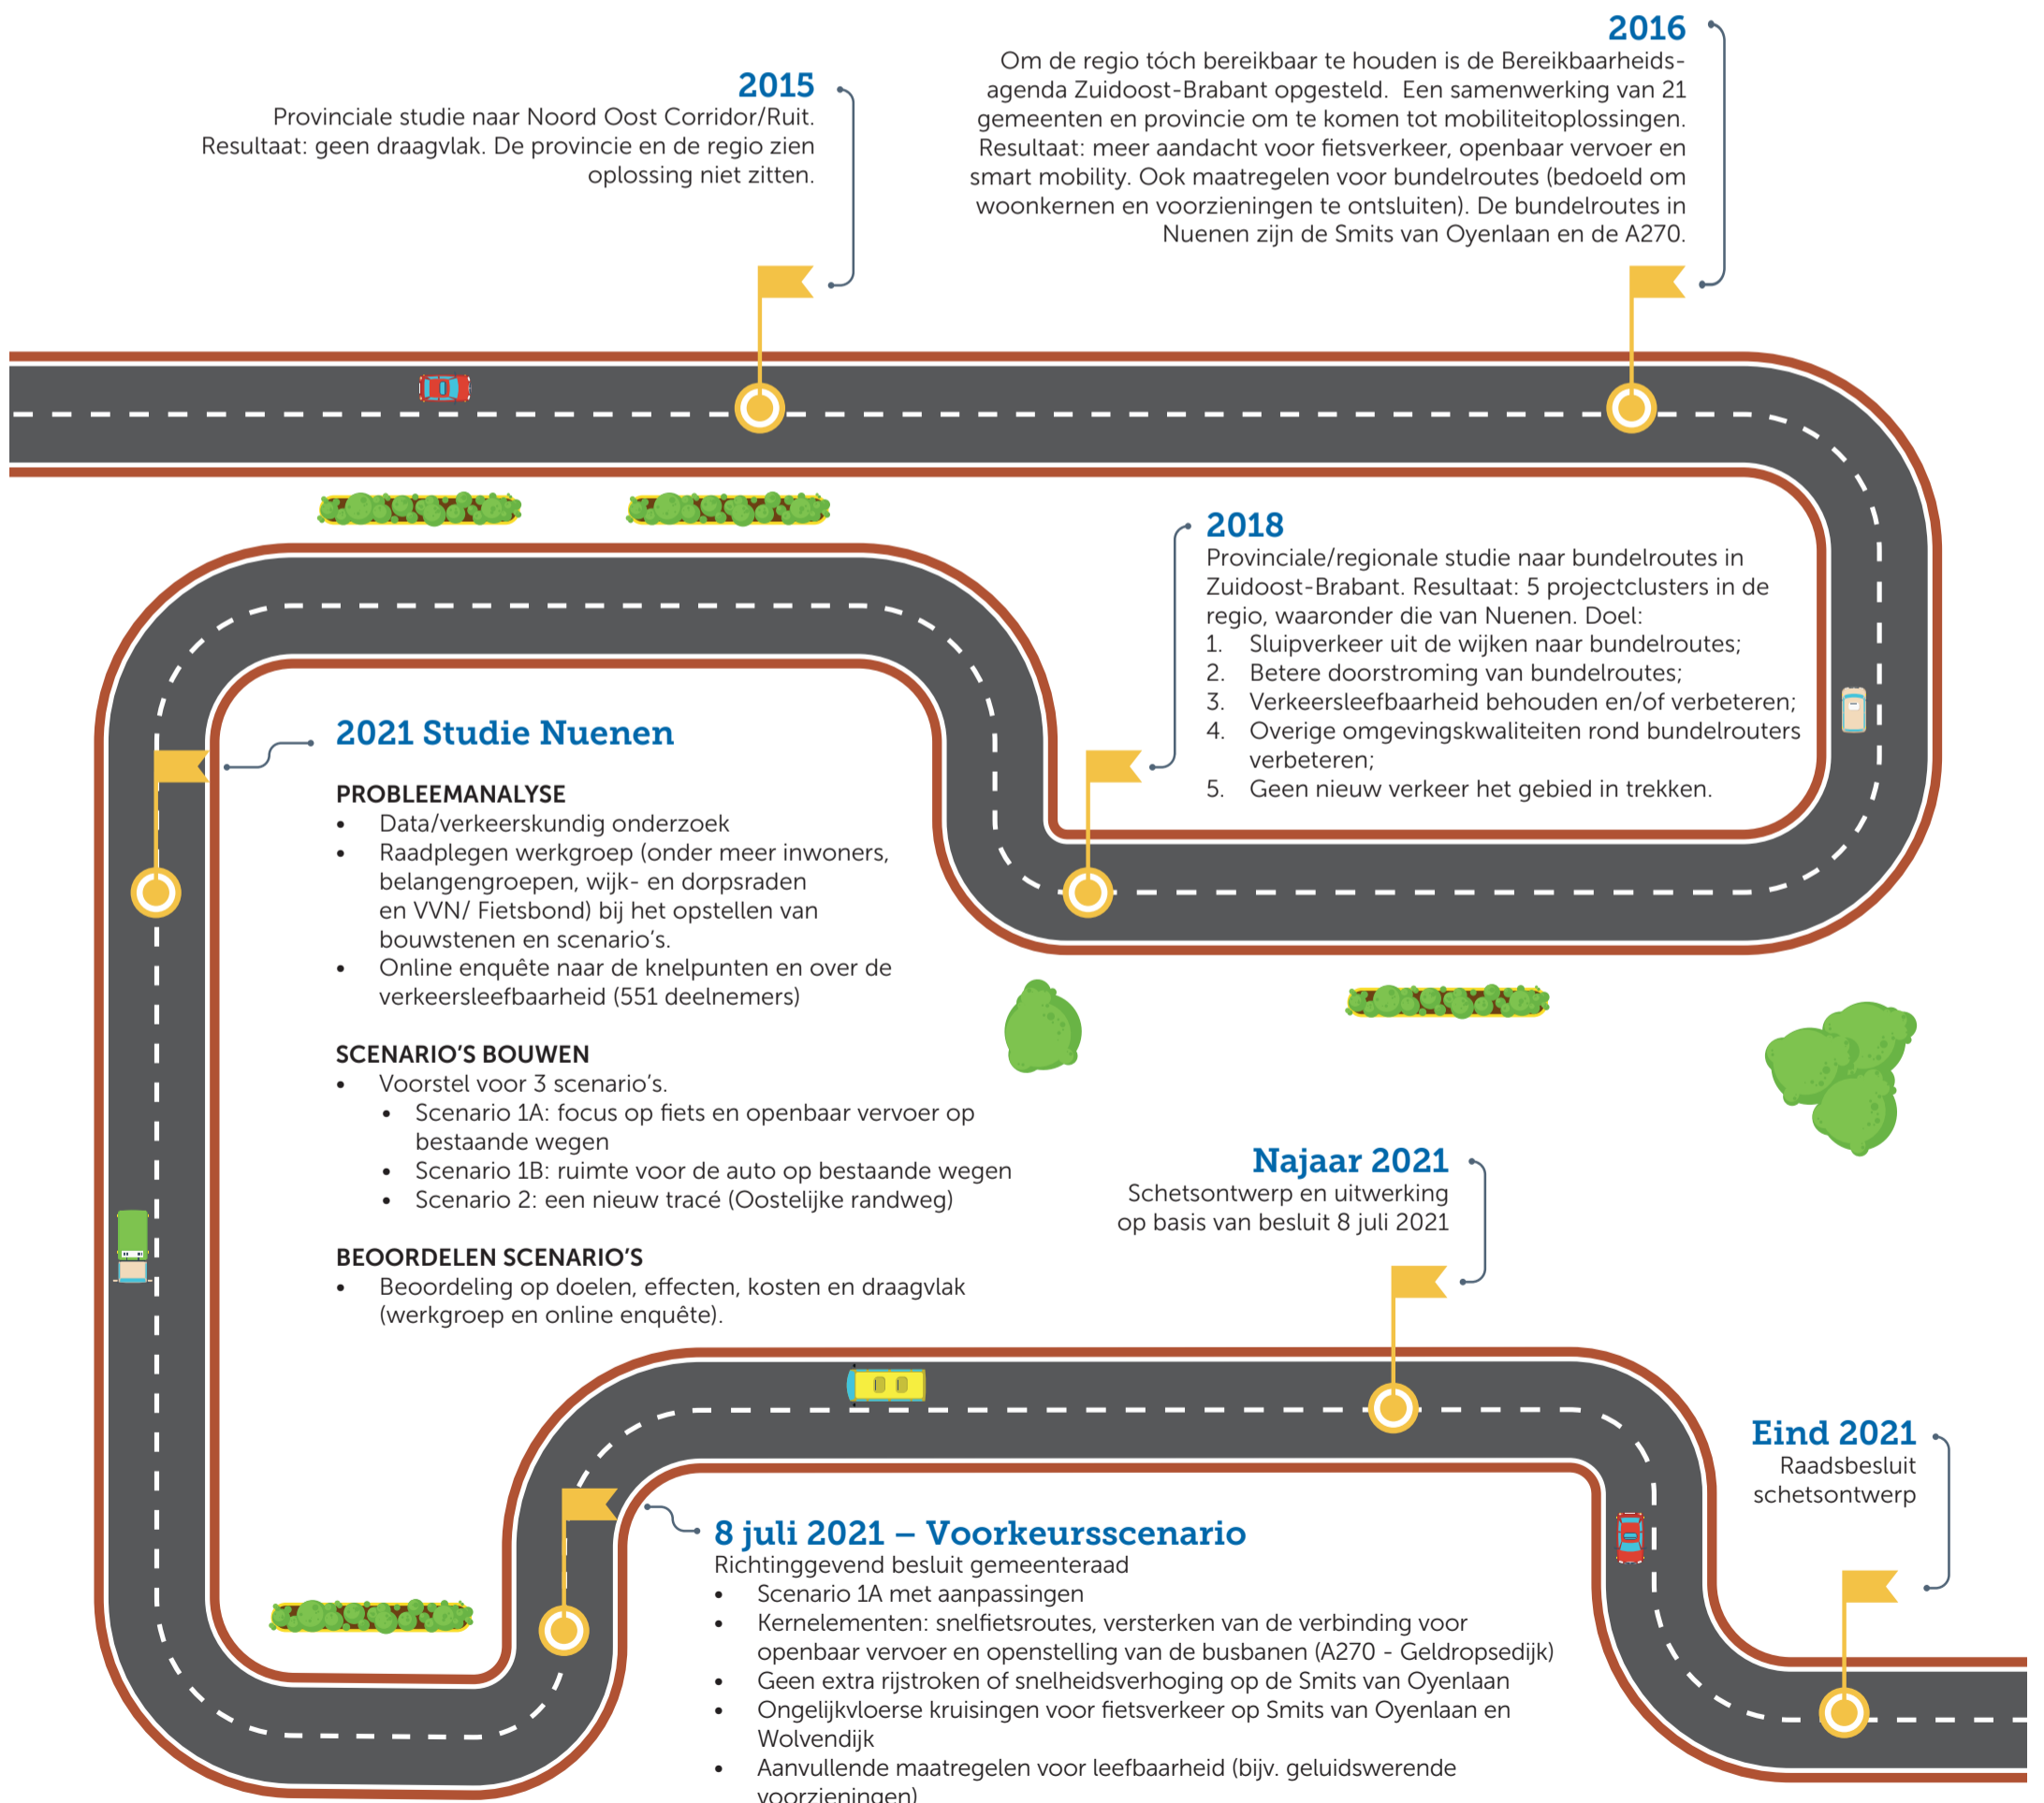 2015
Provinciale studie naar Noord Oost Corridor/Ruit.
Resultaat: geen draagvlak. De provincie en de regio zien
oplossing niet zitten.
2016
Om de regio tóch bereikbaar te houden is de Bereikbaarheids-
agenda Zuidoost-Brabant opgesteld. Een samenwerking van 21
gemeenten en provincie om te komen tot mobiliteitoplossingen.
Resultaat: meer aandacht voor fietsverkeer, openbaar vervoer en
smart mobility. Ook maatregelen voor bundelroutes (bedoeld om
woonkernen en voorzieningen te ontsluiten). De bundelroutes in
Nuenen zijn de Smits van Oyenlaan en de A270.
2018
Provinciale/regionale studie naar bundelroutes in
Zuidoost-Brabant. Resultaat: 5 projectclusters in de
regio, waaronder die van Nuenen. Doel:
1. Sluipverkeer uit de wijken naar bundelroutes;
2. Betere doorstroming van bundelroutes;
3. Verkeersleefbaarheid behouden en/of verbeteren;
4. Overige omgevingskwaliteiten rond bundelrouters
verbeteren;
5. Geen nieuw verkeer het gebied in trekken.
2021 Studie Nuenen
PROBLEEMANALYSE
• Data/verkeerskundig onderzoek
• Raadplegen werkgroep (onder meer inwoners,
belangengroepen, wijk- en dorpsraden
en VVN/ Fietsbond) bij het opstellen van
bouwstenen en scenario's.
• Online enquête naar de knelpunten en over de
verkeersleefbaarheid (551 deelnemers)
SCENARIO'S BOUWEN
• Voorstel voor 3 scenario's.
• Scenario 1A: focus op fiets en openbaar vervoer op
bestaande wegen
• Scenario 1B: ruimte voor de auto op bestaande wegen
• Scenario 2: een nieuw tracé (Oostelijke randweg)
BEOORDELEN SCENARIO'S
• Beoordeling op doelen, effecten, kosten en draagvlak
(werkgroep en online enquête).
8 juli 2021 – Voorkeursscenario
Richtinggevend besluit gemeenteraad
• Scenario 1A met aanpassingen
• Kernelementen: snelfietsroutes, versterken van de verbinding voor
openbaar vervoer en openstelling van de busbanen (A270 - Geldropsedijk)
• Geen extra rijstroken of snelheidsverhoging op de Smits van Oyenlaan
• Ongelijkvloerse kruisingen voor fietsverkeer op Smits van Oyenlaan en
Wolvendijk
• Aanvullende maatregelen voor leefbaarheid (bijv. geluidswerende
voorzieningen)
Najaar 2021
Schetsontwerp en uitwerking
op basis van besluit 8 juli 2021
Eind 2021
Raadsbesluit
schetsontwerp